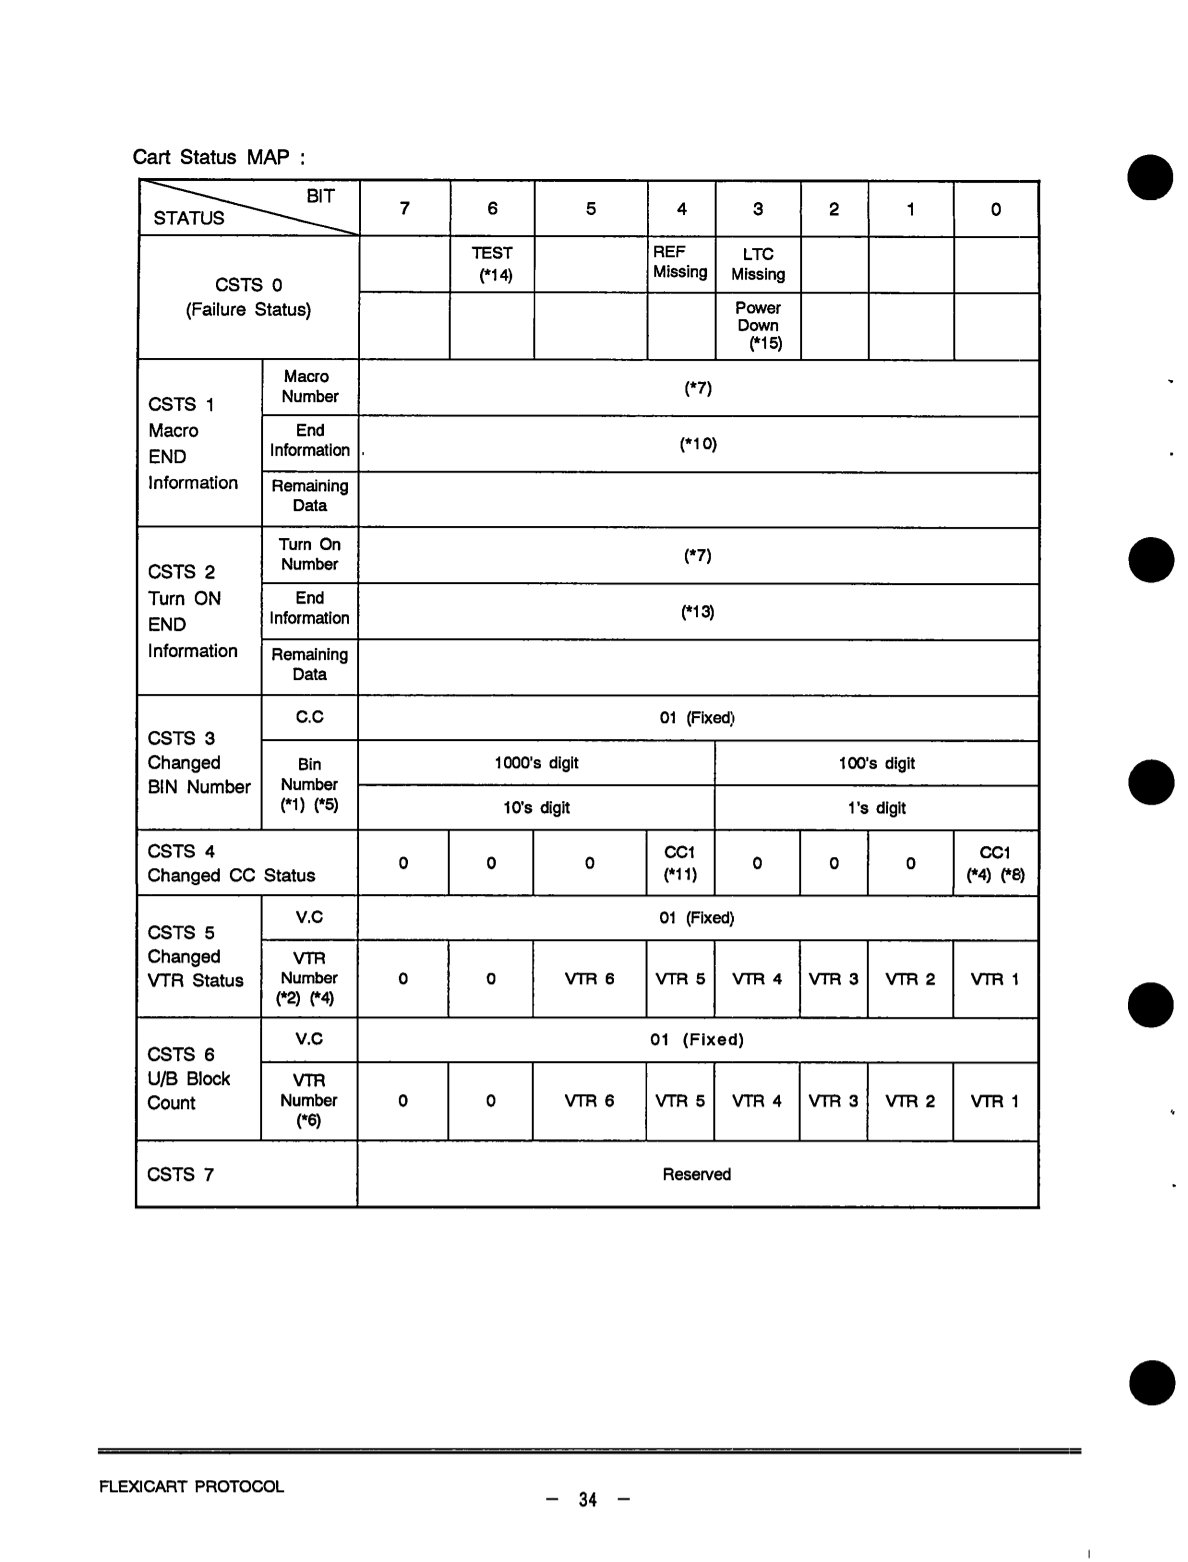 Cart Status MAP :
BIT
STATUS
7 6 5 4 3 2 1 0
CSTS 0
(Failure Status)
TEST
(*14)
REF
Missing
LTC
Missing
Power
Down
(*15)
CSTS 1
Macro
END
Information
Macro
Number
(*7)
End
Information
(*10)
Remaining
Data
CSTS 2
Turn ON
END
Information
Turn On
Number
(*7)
End
Information
(*13)
Remaining
Data
CSTS 3
Changed
BIN Number
C.C
01 (Fixed)
Bin
Number
(*1) (*5)
1000's digit 100's digit
10's digit 1's digit
CSTS 4
Changed CC Status
0 0 0
CC1
(*11)
0 0 0
CC1
(*4) (*8)
CSTS 5
Changed
VTR Status
V.C
01 (Fixed)
VTR
Number
(*2) (*4)
0 0 VTR 6 VTR 5 VTR 4 VTR 3 VTR 2 VTR 1
CSTS 6
U/B Block
Count
V.C
01 (Fixed)
VTR
Number
(*6)
0 0 VTR 6 VTR 5 VTR 4 VTR 3 VTR 2 VTR 1
CSTS 7
Reserved
FLEXICART PROTOCOL
− 34 −